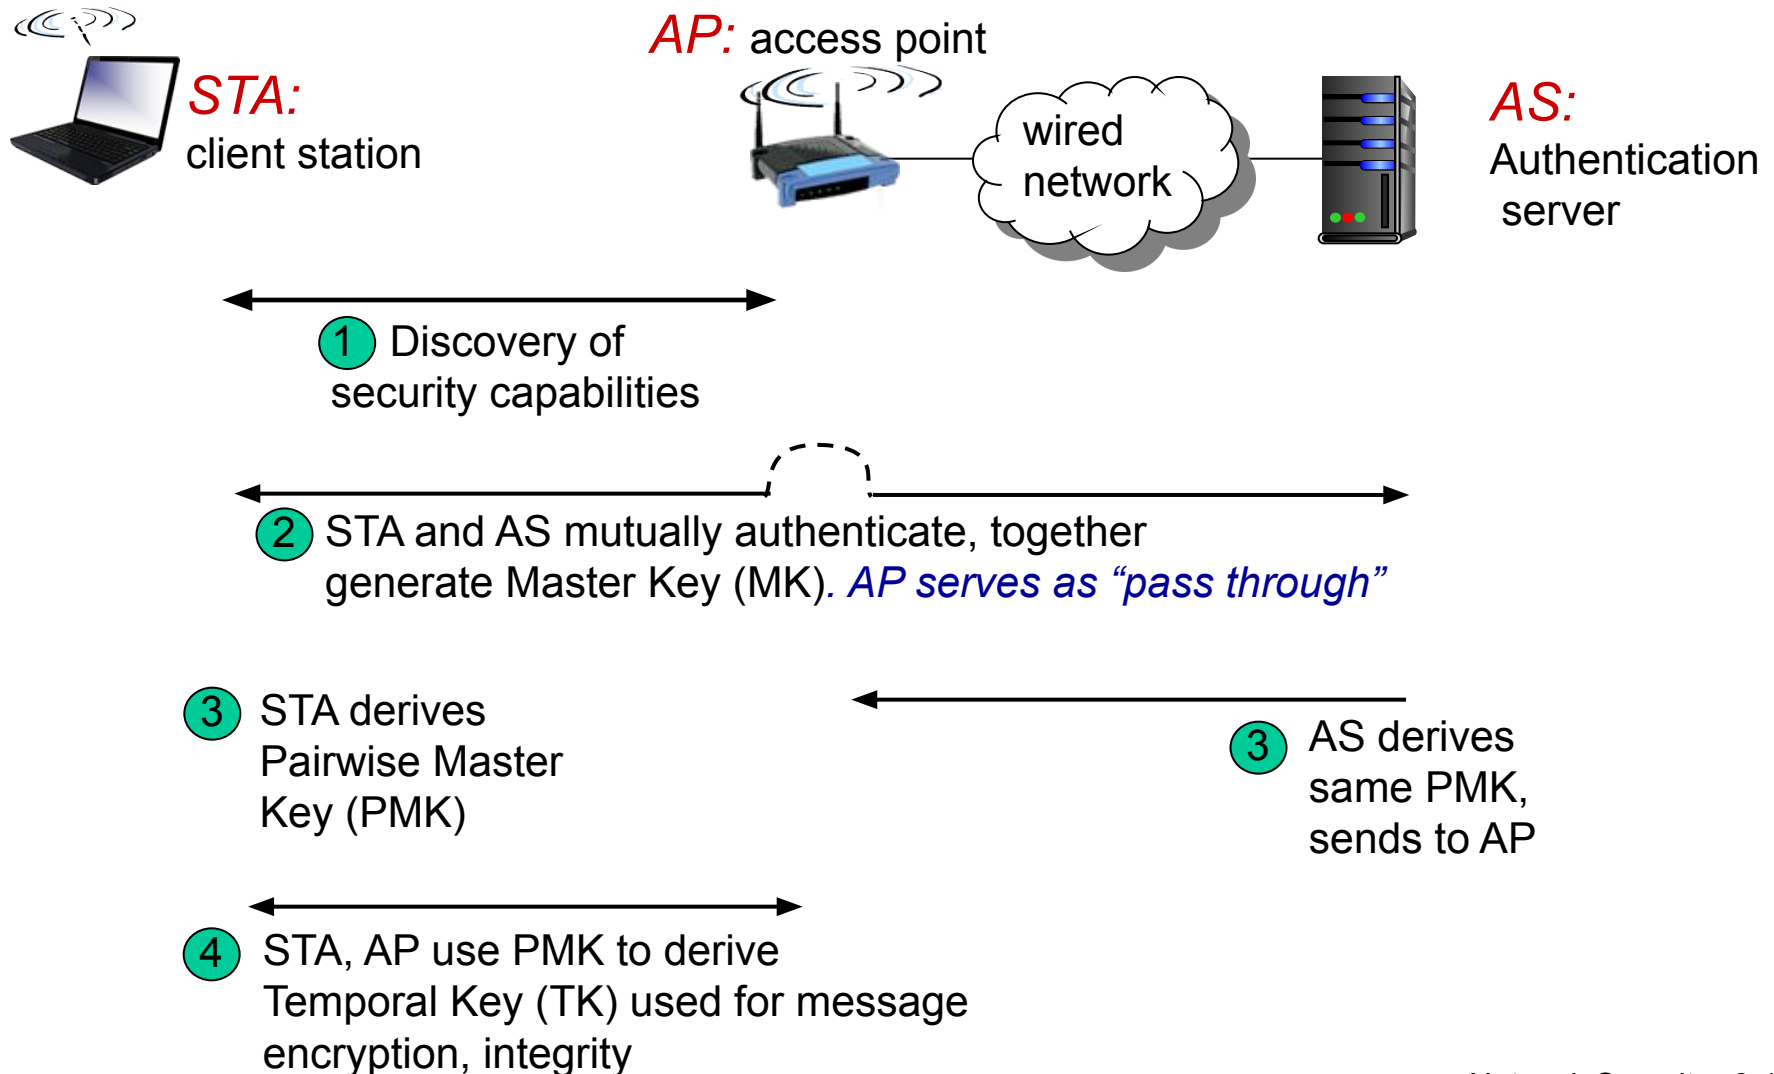 AP: access point
STA:
client station
wired
network
AS:
Authentication
server
1 Discovery of
security capabilities
2 STA and AS mutually authenticate, together
generate Master Key (MK). AP serves as “pass through”
3 STA derives
Pairwise Master
Key (PMK)
3 AS derives
same PMK,
sends to AP
4 STA, AP use PMK to derive
Temporal Key (TK) used for message
encryption, integrity